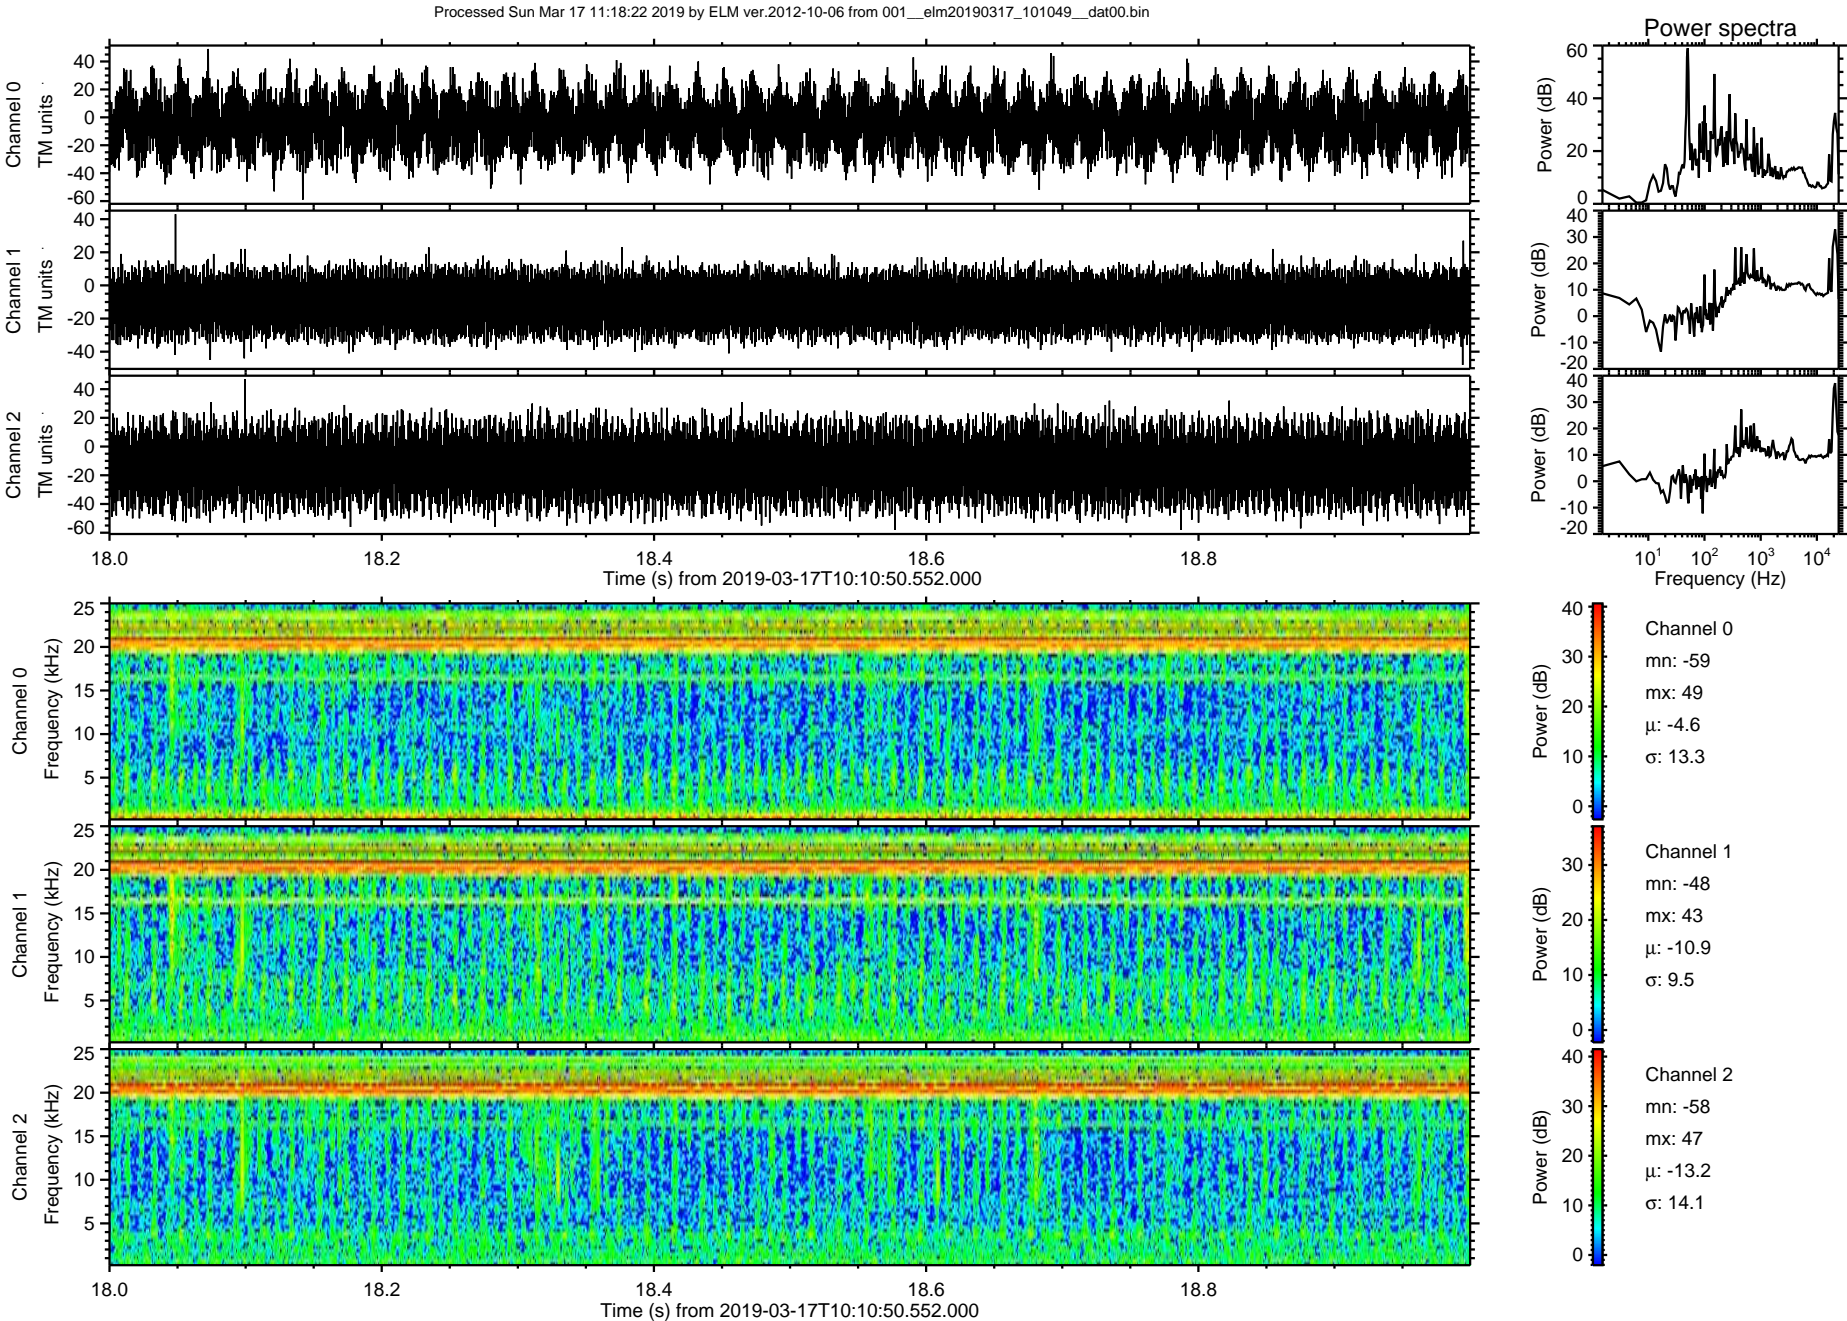 Processed Sun Mar 17 11:18:22 2019 by ELM ver.2012-10-06 from 001__elm20190317_101049__dat00.bin
Power spectra
Channel 0
TM units
40
20
0
-20
-40
-60
Power (dB)
60
40
20
0
Channel 1
TM units
40
20
0
-20
-40
Power (dB)
40
30
20
10
0
-10
-20
Channel 2
TM units
40
20
0
-20
-40
-60
Power (dB)
40
30
20
10
0
-10
-20
18.0 18.2 18.4 18.6 18.8
Time (s) from 2019-03-17T10:10:50.552.000
10¹ 10² 10³ 10⁴
Frequency (Hz)
Channel 0
Frequency (kHz)
25
20
15
10
5
Power (dB)
40
30
20
10
0
Channel 0
mn: -59
mx: 49
μ: -4.6
σ: 13.3
Channel 1
Frequency (kHz)
25
20
15
10
5
Power (dB)
30
20
10
0
Channel 1
mn: -48
mx: 43
μ: -10.9
σ: 9.5
Channel 2
Frequency (kHz)
25
20
15
10
5
Power (dB)
40
30
20
10
0
Channel 2
mn: -58
mx: 47
μ: -13.2
σ: 14.1
18.0 18.2 18.4 18.6 18.8
Time (s) from 2019-03-17T10:10:50.552.000